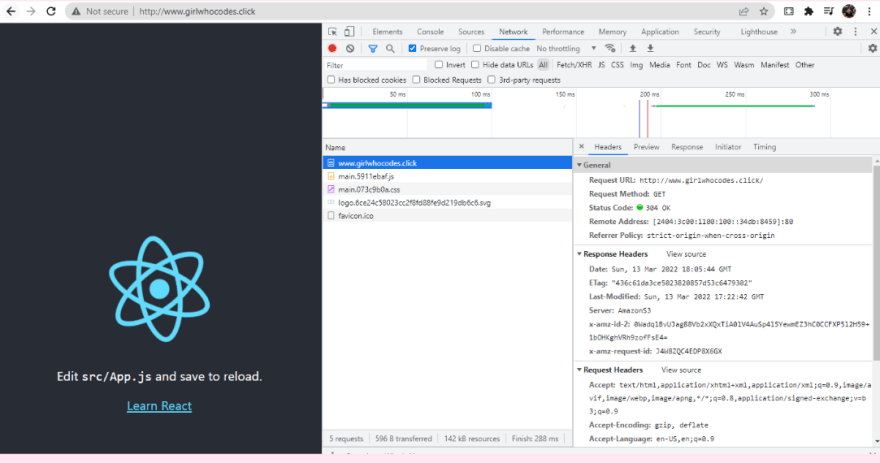 Not secure | http://www.girlwhocodes.click
Elements Console Sources Network Performance Memory Application Security Lighthouse »
Preserve log Disable cache No throttling
Filter Invert Hide data URLs All Fetch/XHR JS CSS Img Media Font Doc WS Wasm Manifest Other
Has blocked cookies Blocked Requests 3rd-party requests
50 ms 100 ms 150 ms 200 ms 250 ms 300 ms
Name
www.girlwhocodes.click
main.5911ebaf.js
main.073c9b0a.css
logo.6ce24c58023cc2f8fd88fe9d219db6c6.svg
favicon.ico
5 requests 596 B transferred 142 kB resources Finish: 288 ms
× Headers Preview Response Initiator Timing
General
Request URL: http://www.girlwhocodes.click/
Request Method: GET
Status Code: 304 OK
Remote Address: [2404:3c00:1100:100::34db:8459]:80
Referrer Policy: strict-origin-when-cross-origin
Response Headers View source
Date: Sun, 13 Mar 2022 18:05:44 GMT
ETag: "436c61da3ce5023820857d53c6479302"
Last-Modified: Sun, 13 Mar 2022 17:22:42 GMT
Server: AmazonS3
x-amz-id-2:
x-amz-request-id: J4W8ZQC4EDP8X6GX
Request Headers View source
Accept: text/html,application/xhtml+xml,application/xml;q=0.9,image/a
vif,image/webp,image/apng,*/*;q=0.8,application/signed-exchange;v=b
3;q=0.9
Accept-Encoding: gzip, deflate
Accept-Language: en-US,en;q=0.9
Edit src/App.js and save to reload.
Learn React